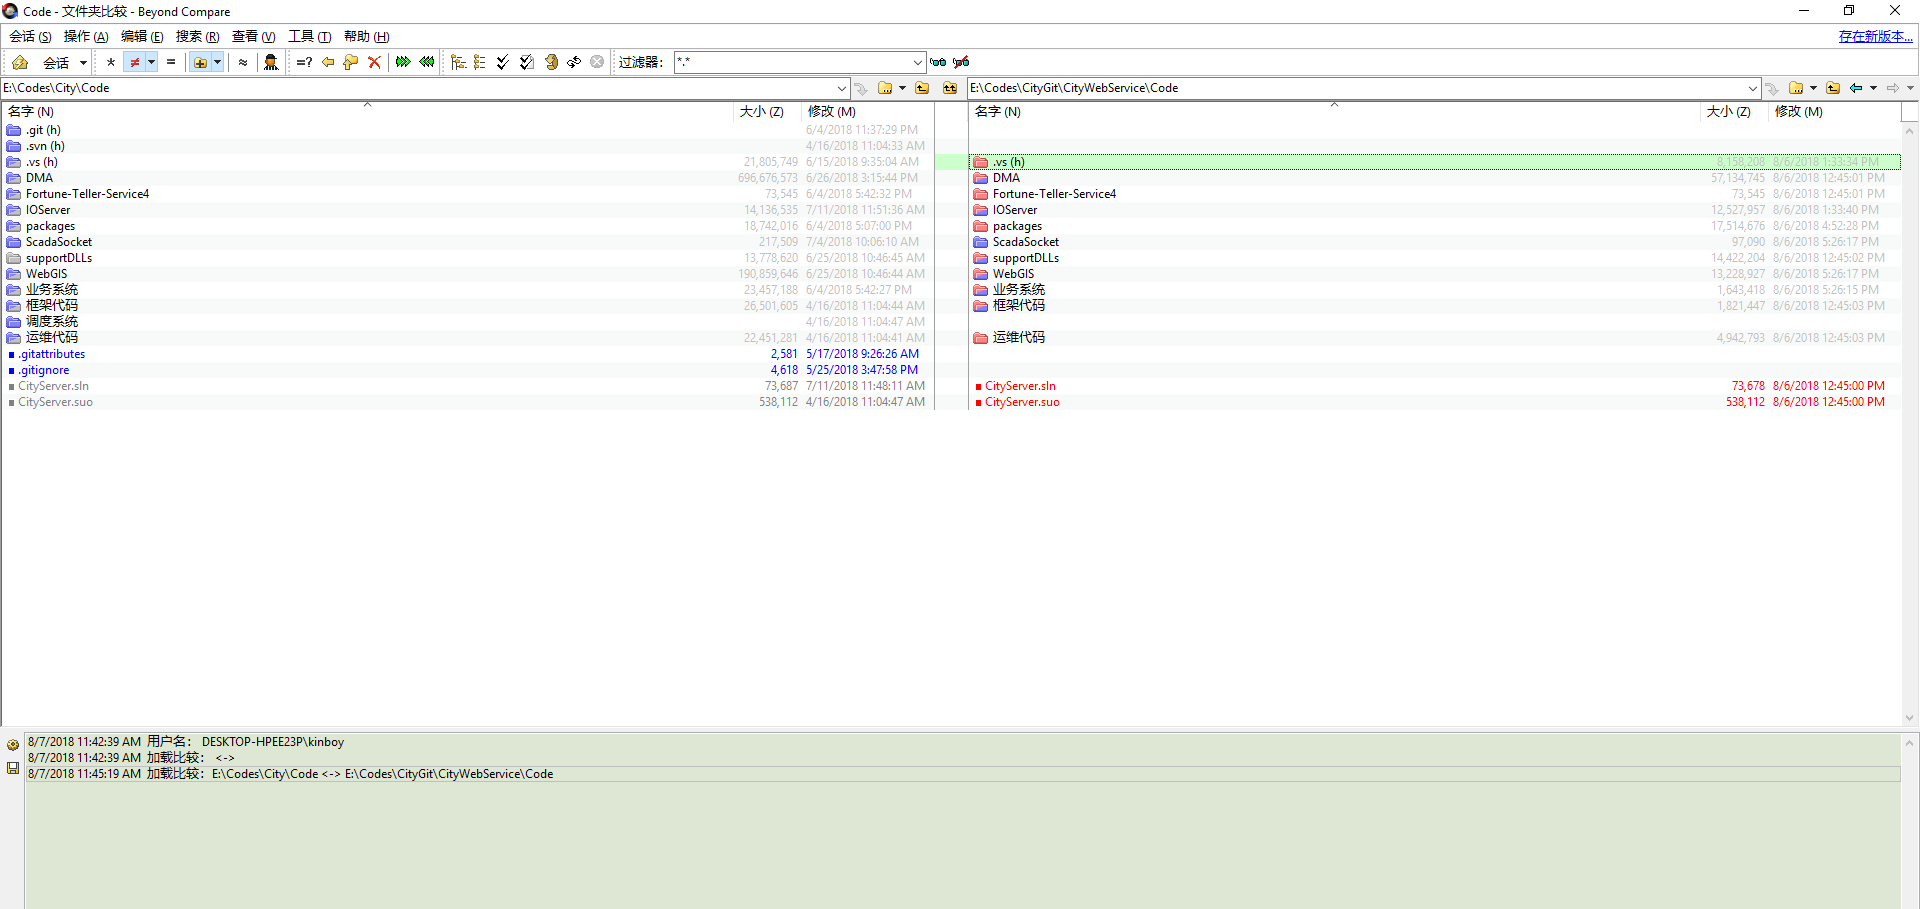 Code - 文件夹比较 - Beyond Compare
会话 (S) 操作 (A) 编辑 (E) 搜索 (R) 查看 (V) 工具 (T) 帮助 (H) 存在新版本...
会话 * ≠ = ≈ =? 过滤器： *.*
E:\Codes\City\Code E:\Codes\CityGit\CityWebService\Code
名字 (N) 大小 (Z) 修改 (M) 名字 (N) 大小 (Z) 修改 (M)
.git (h) 6/4/2018 11:37:29 PM
.svn (h) 4/16/2018 11:04:33 AM
.vs (h) 21,805,749 6/15/2018 9:35:04 AM .vs (h) 8,158,208 8/6/2018 1:33:34 PM
DMA 696,676,573 6/26/2018 3:15:44 PM DMA 57,134,745 8/6/2018 12:45:01 PM
Fortune-Teller-Service4 73,545 6/4/2018 5:42:32 PM Fortune-Teller-Service4 73,545 8/6/2018 12:45:01 PM
IOServer 14,136,535 7/11/2018 11:51:36 AM IOServer 12,527,957 8/6/2018 1:33:40 PM
packages 18,742,016 6/4/2018 5:07:00 PM packages 17,514,676 8/6/2018 4:52:28 PM
ScadaSocket 217,509 7/4/2018 10:06:10 AM ScadaSocket 97,090 8/6/2018 5:26:17 PM
supportDLLs 13,778,620 6/25/2018 10:46:45 AM supportDLLs 14,422,204 8/6/2018 12:45:02 PM
WebGIS 190,859,646 6/25/2018 10:46:44 AM WebGIS 13,228,927 8/6/2018 5:26:17 PM
业务系统 23,457,188 6/4/2018 5:42:27 PM 业务系统 1,643,418 8/6/2018 5:26:15 PM
框架代码 26,501,605 4/16/2018 11:04:44 AM 框架代码 1,821,447 8/6/2018 12:45:03 PM
调度系统 4/16/2018 11:04:47 AM
运维代码 22,451,281 4/16/2018 11:04:41 AM 运维代码 4,942,793 8/6/2018 12:45:03 PM
.gitattributes 2,581 5/17/2018 9:26:26 AM
.gitignore 4,618 5/25/2018 3:47:58 PM
CityServer.sln 73,687 7/11/2018 11:48:11 AM CityServer.sln 73,678 8/6/2018 12:45:00 PM
CityServer.suo 538,112 4/16/2018 11:04:47 AM CityServer.suo 538,112 8/6/2018 12:45:00 PM
8/7/2018 11:42:39 AM 用户名： DESKTOP-HPEE23P\kinboy
8/7/2018 11:42:39 AM 加载比较： <->
8/7/2018 11:45:19 AM 加载比较：E:\Codes\City\Code <-> E:\Codes\CityGit\CityWebService\Code